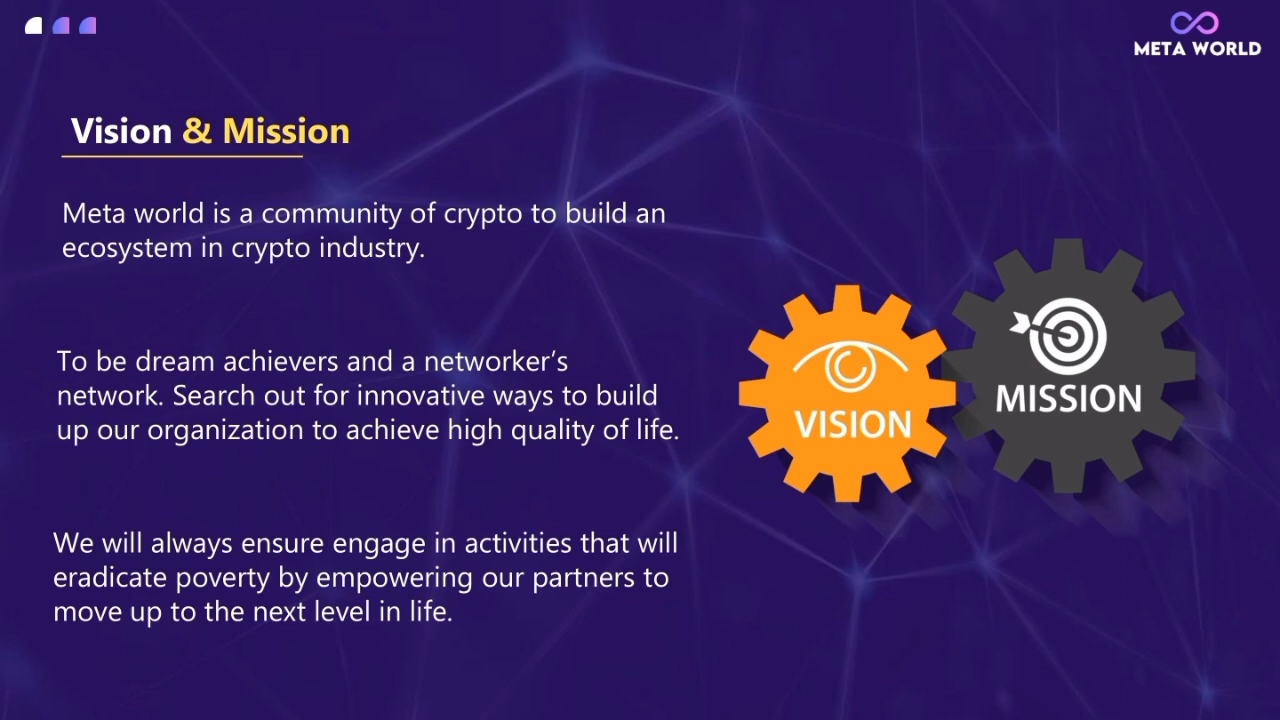 META WORLD
Vision & Mission
Meta world is a community of crypto to build an
ecosystem in crypto industry.
To be dream achievers and a networker’s
network. Search out for innovative ways to build
up our organization to achieve high quality of life.
We will always ensure engage in activities that will
eradicate poverty by empowering our partners to
move up to the next level in life.
VISION
MISSION